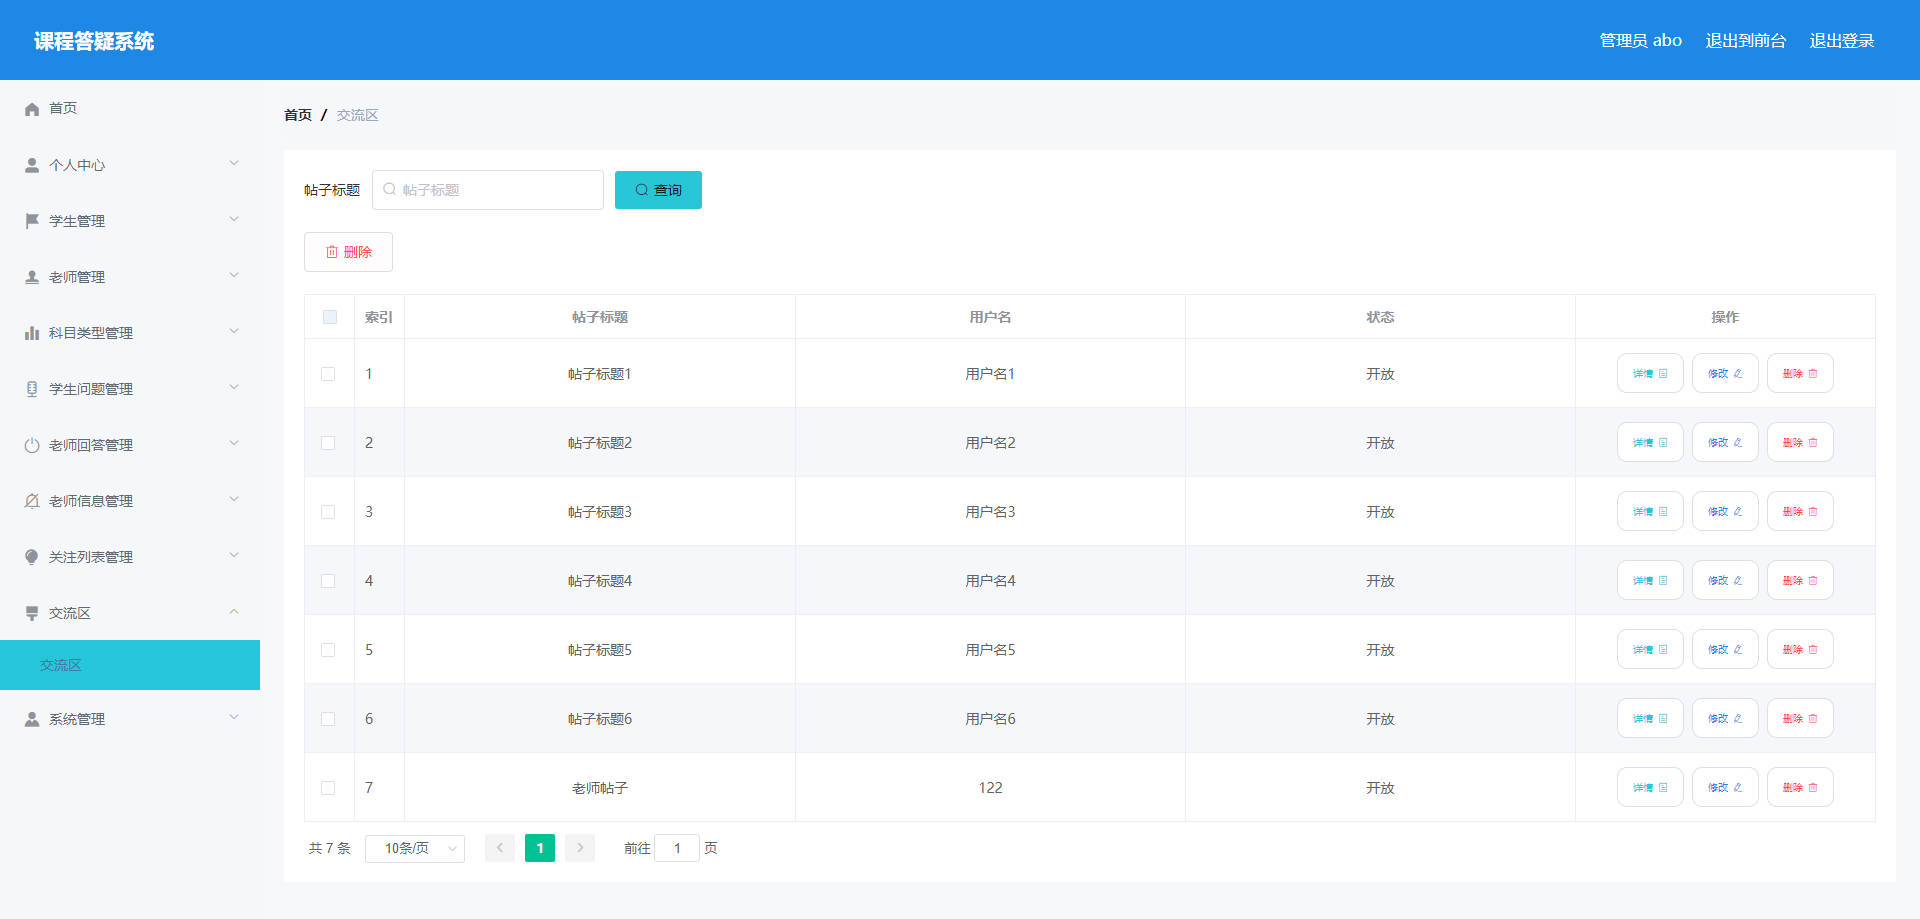 课程答疑系统
管理员 abo 退出到前台 退出登录
首页
个人中心
学生管理
老师管理
科目类型管理
学生问题管理
老师回答管理
老师信息管理
关注列表管理
交流区
交流区
系统管理
首页 / 交流区
帖子标题 帖子标题 查询
删除
索引 帖子标题 用户名 状态 操作
1 帖子标题1 用户名1 开放 详情 修改 删除
2 帖子标题2 用户名2 开放 详情 修改 删除
3 帖子标题3 用户名3 开放 详情 修改 删除
4 帖子标题4 用户名4 开放 详情 修改 删除
5 帖子标题5 用户名5 开放 详情 修改 删除
6 帖子标题6 用户名6 开放 详情 修改 删除
7 老师帖子 122 开放 详情 修改 删除
共 7 条 10条/页 1 前往 1 页